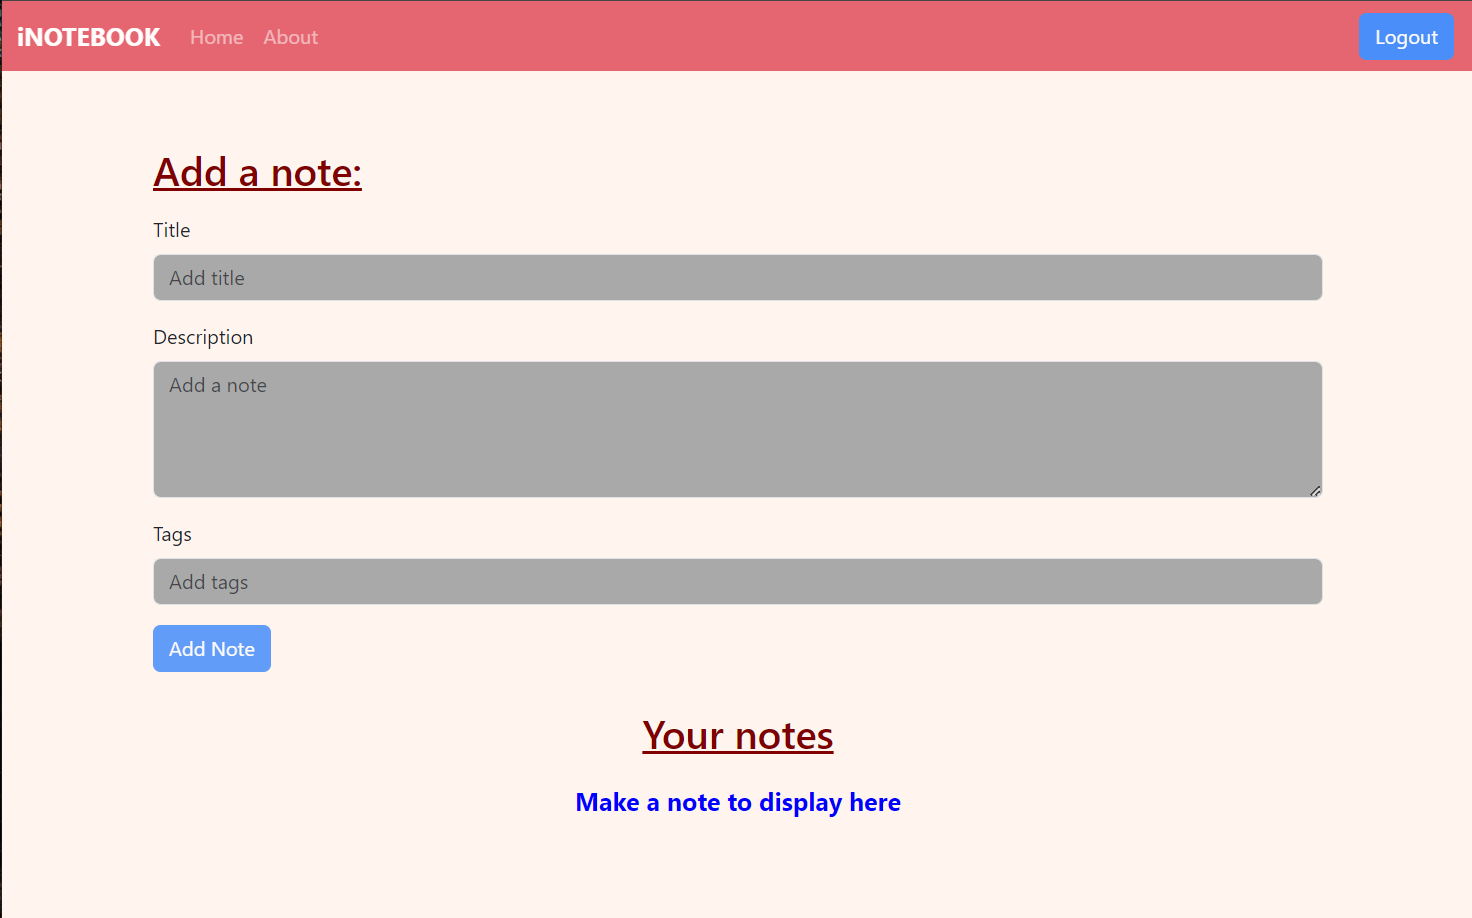 iNOTEBOOK Home About Logout
Add a note:
Title
Add title
Description
Add a note
Tags
Add tags
Add Note
Your notes
Make a note to display here